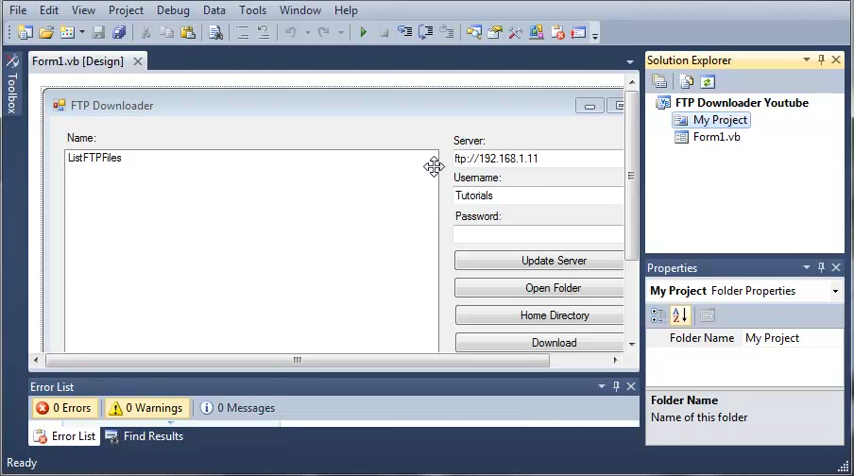 File Edit View Project Debug Data Tools Window Help
Form1.vb [Design]
Toolbox
FTP Downloader
Name:
ListFTPFiles
Server:
ftp://192.168.1.11
Username:
Tutorials
Password:
Update Server
Open Folder
Home Directory
Download
Error List
0 Errors 0 Warnings 0 Messages
Error List Find Results
Ready
Solution Explorer
FTP Downloader Youtube
My Project
Form1.vb
Properties
My Project Folder Properties
Folder Name My Project
Folder Name
Name of this folder